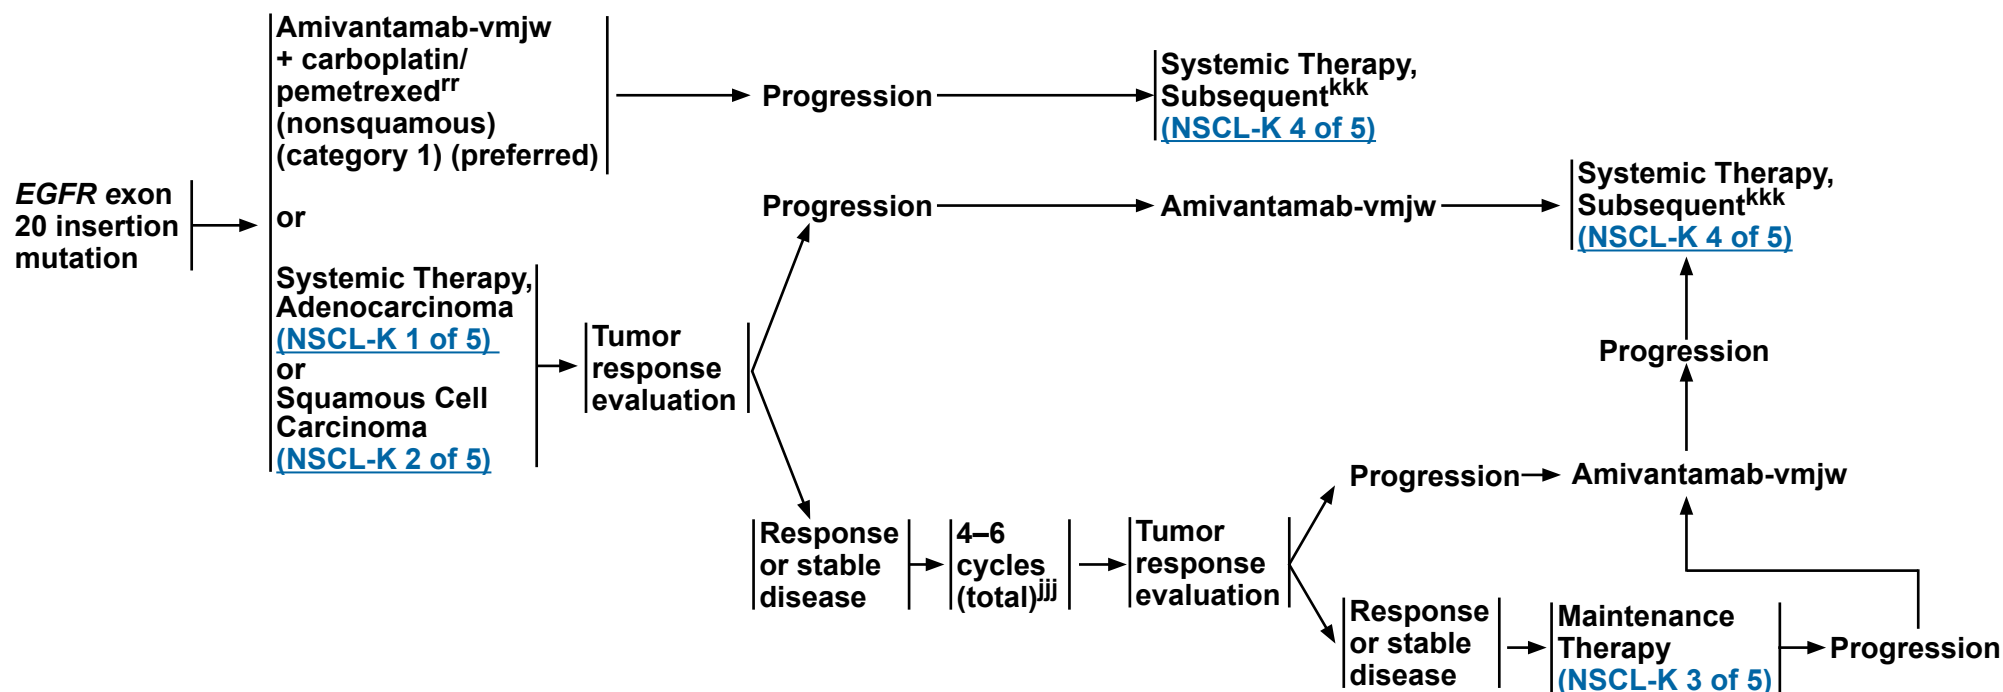 EGFR exon
20 insertion
mutation
Amivantamab-vmjw
+ carboplatin/
pemetrexedrr
(nonsquamous)
(category 1) (preferred)
or
Systemic Therapy,
Adenocarcinoma
(NSCL-K 1 of 5)
or
Squamous Cell
Carcinoma
(NSCL-K 2 of 5)
Progression
Systemic Therapy,
Subsequentkkk
(NSCL-K 4 of 5)
Tumor
response
evaluation
Progression
Amivantamab-vmjw
Systemic Therapy,
Subsequentkkk
(NSCL-K 4 of 5)
Response
or stable
disease
4–6
cycles
(total)jjj
Tumor
response
evaluation
Progression
Amivantamab-vmjw
Progression
Response
or stable
disease
Maintenance
Therapy
(NSCL-K 3 of 5)
Progression